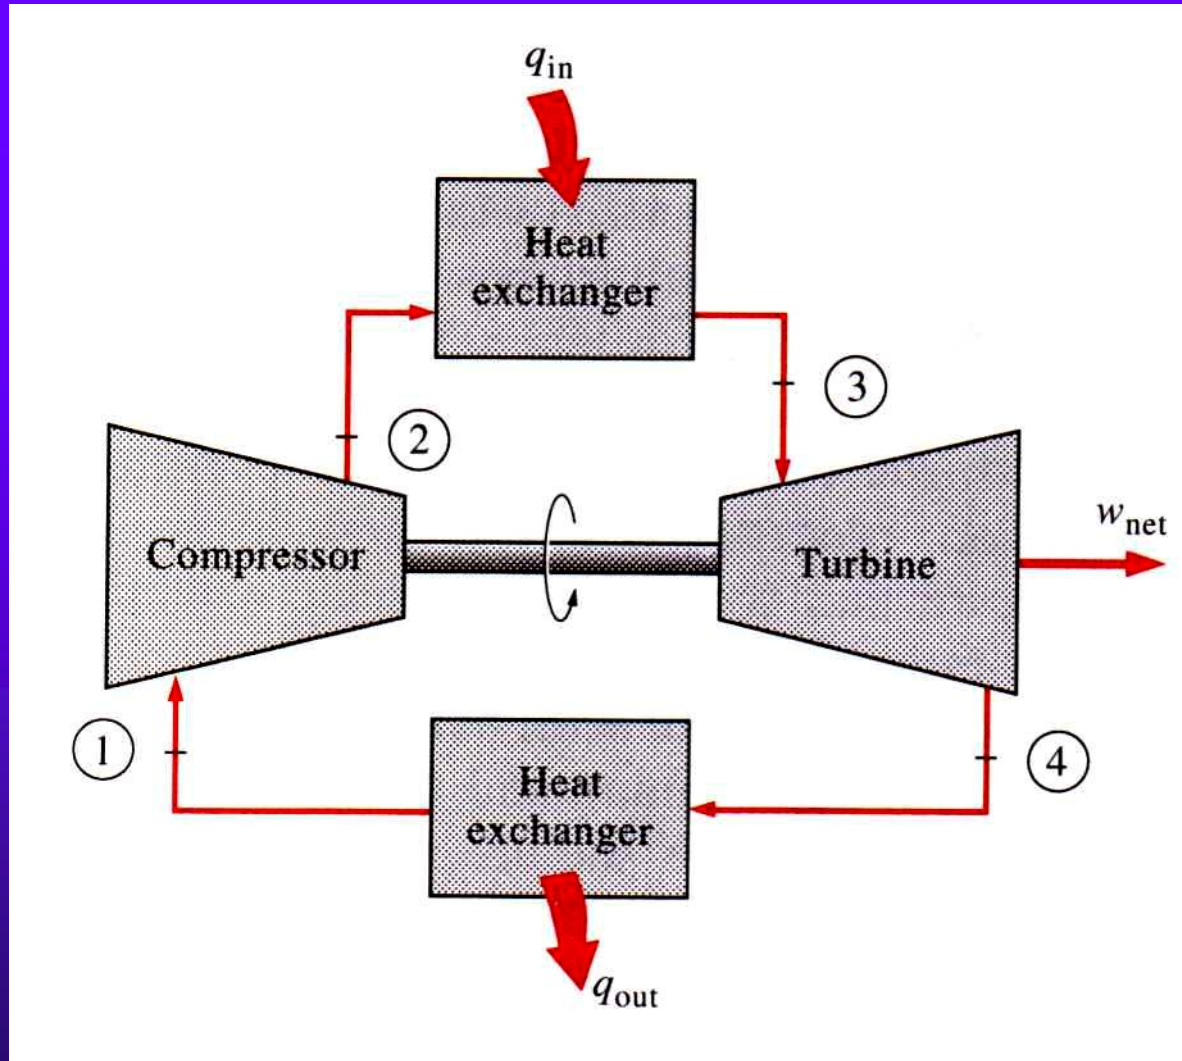 q_in
Heat
exchanger
3
2
Compressor
Turbine
w_net
1
4
Heat
exchanger
q_out